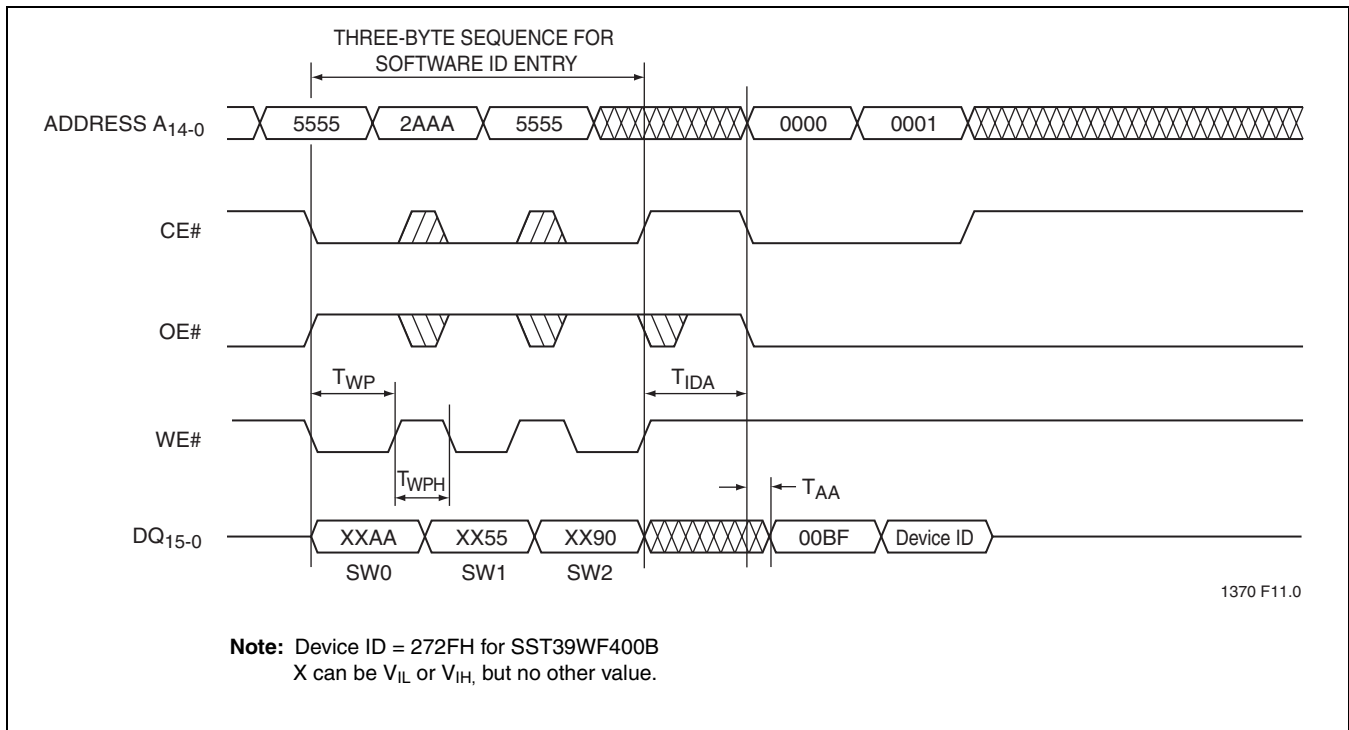 THREE-BYTE SEQUENCE FOR
SOFTWARE ID ENTRY
ADDRESS A14-0
5555 2AAA 5555 0000 0001
CE#
OE#
TWP TIDA
WE#
TWPH TAA
DQ15-0
XXAA XX55 XX90 00BF Device ID
SW0 SW1 SW2
1370 F11.0
Note: Device ID = 272FH for SST39WF400B
X can be VIL or VIH, but no other value.